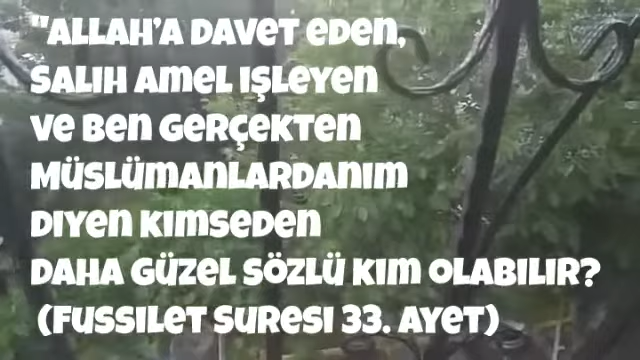 "ALLAH'A DAVET EDEN,
SALIH AMEL IŞLEYEN
VE BEN GERÇEKTEN
MÜSLÜMANLARDANIM
DIYEN KIMSEDEN
DAHA GÜZEL SÖZLÜ KIM OLABILIR?
(FUSSILET SURESI 33. AYET)